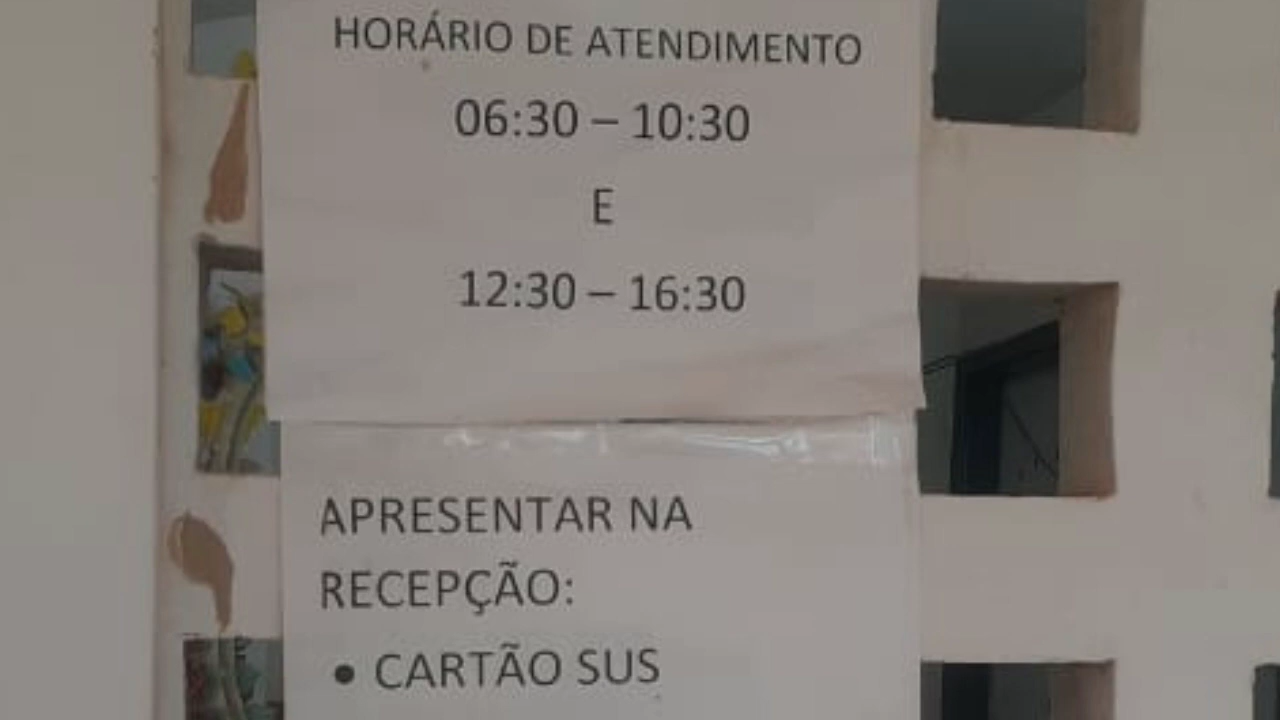 HORÁRIO DE ATENDIMENTO
06:30 – 10:30
E
12:30 – 16:30
APRESENTAR NA
RECEPÇÃO:
• CARTÃO SUS